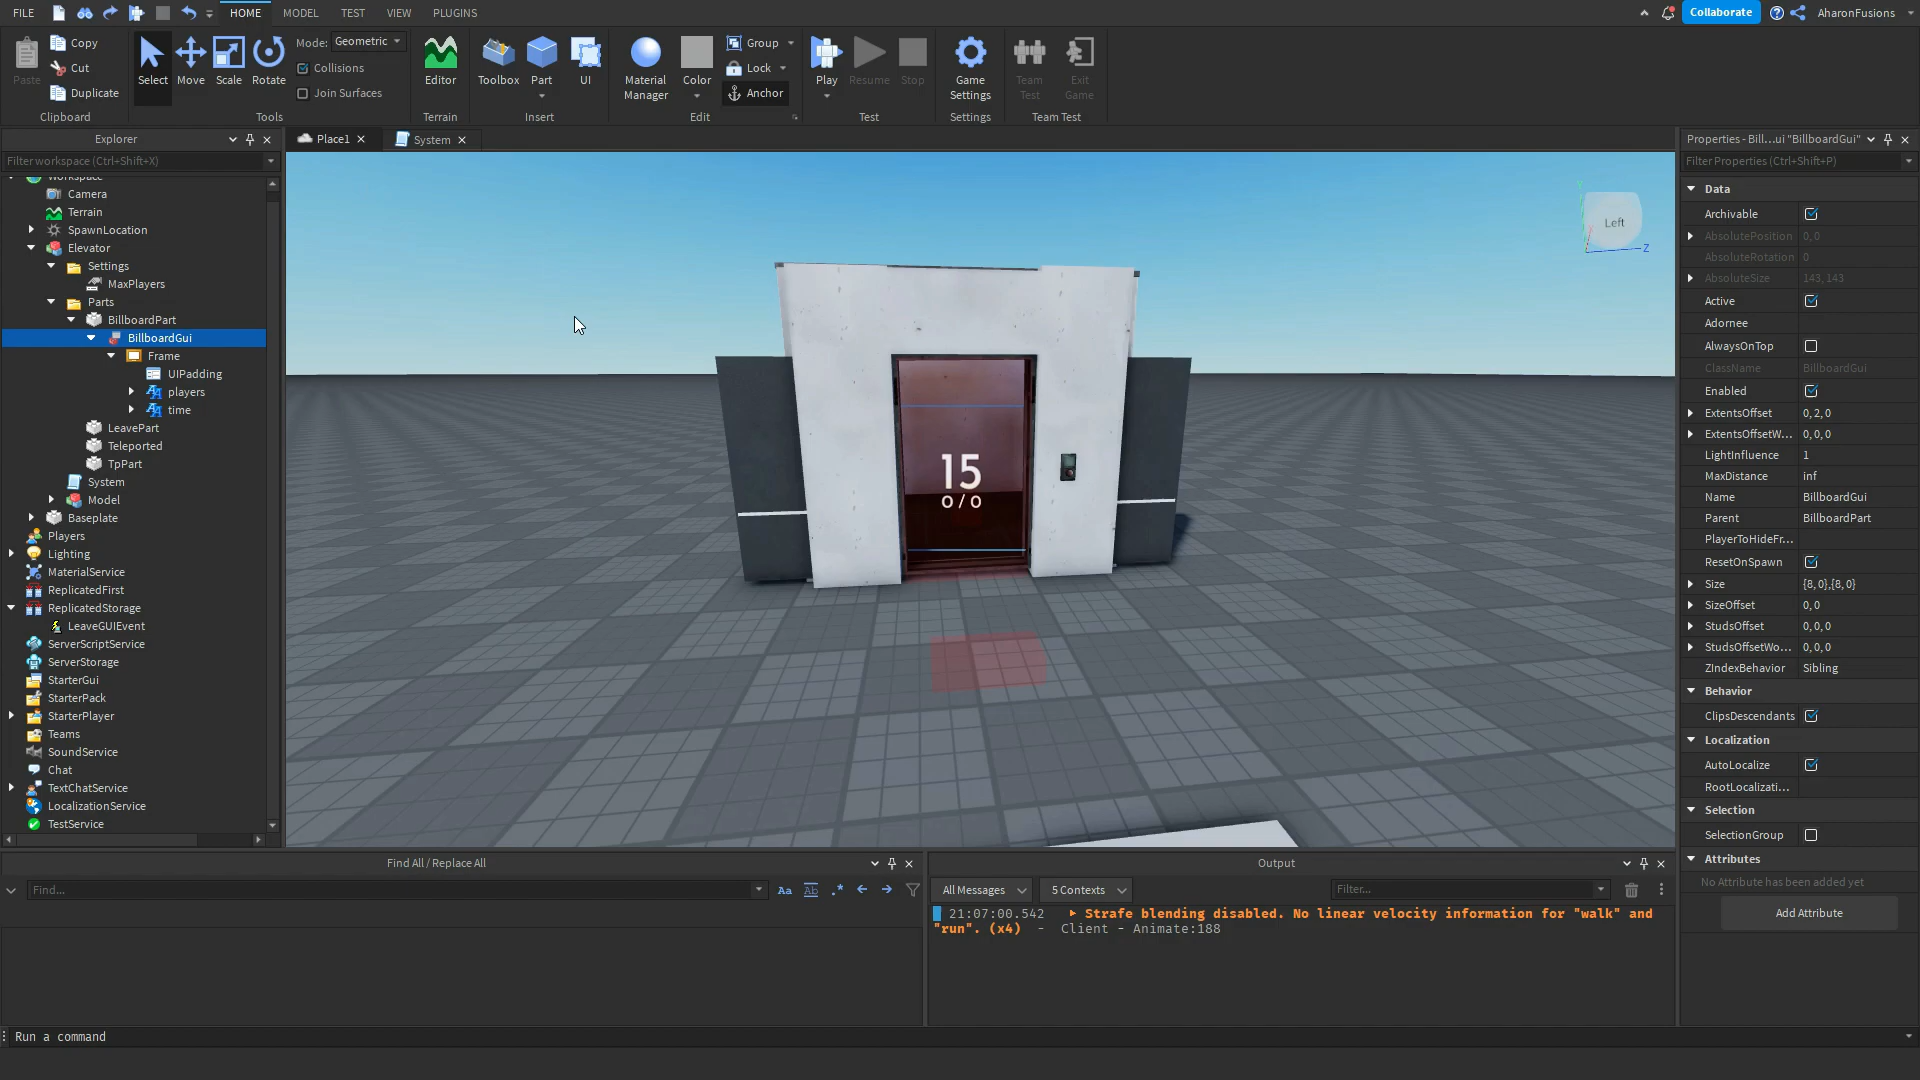 FILE
HOME
MODEL
TEST
VIEW
PLUGINS
Collaborate
AharonFusions
Paste
Copy
Cut
Duplicate
Clipboard
Select
Move
Scale
Rotate
Mode: Geometric
Collisions
Join Surfaces
Tools
Editor
Terrain
Toolbox
Part
UI
Insert
Material Manager
Color
Group
Lock
Anchor
Edit
Play
Resume
Stop
Test
Game Settings
Settings
Team Test
Exit Game
Team Test
Explorer
Filter workspace (Ctrl+Shift+X)
Workspace
Camera
Terrain
SpawnLocation
Elevator
Settings
MaxPlayers
Parts
BillboardPart
BillboardGui
Frame
UIPadding
players
time
LeavePart
Teleported
TpPart
System
Model
Baseplate
Players
Lighting
MaterialService
ReplicatedFirst
ReplicatedStorage
LeaveGUIEvent
ServerScriptService
ServerStorage
StarterGui
StarterPack
StarterPlayer
Teams
SoundService
Chat
TextChatService
LocalizationService
TestService
Place1
System
15
0/0
Left
Z
Properties - Bill...ui "BillboardGui"
Filter Properties (Ctrl+Shift+P)
Data
Archivable
AbsolutePosition 0, 0
AbsoluteRotation 0
AbsoluteSize 143, 143
Active
Adornee
AlwaysOnTop
ClassName BillboardGui
Enabled
ExtentsOffset 0, 2, 0
ExtentsOffsetW... 0, 0, 0
LightInfluence 1
MaxDistance inf
Name BillboardGui
Parent BillboardPart
PlayerToHideFr...
ResetOnSpawn
Size {8, 0},{8, 0}
SizeOffset 0, 0
StudsOffset 0, 0, 0
StudsOffsetWo... 0, 0, 0
ZIndexBehavior Sibling
Behavior
ClipsDescendants
Localization
AutoLocalize
RootLocalizati...
Selection
SelectionGroup
Attributes
No Attribute has been added yet
Add Attribute
Find All / Replace All
Find...
Aa
Ab
.*
Output
All Messages
5 Contexts
Filter...
21:07:00.542 Strafe blending disabled. No linear velocity information for "walk" and
"run". (x4) - Client - Animate:188
Run a command